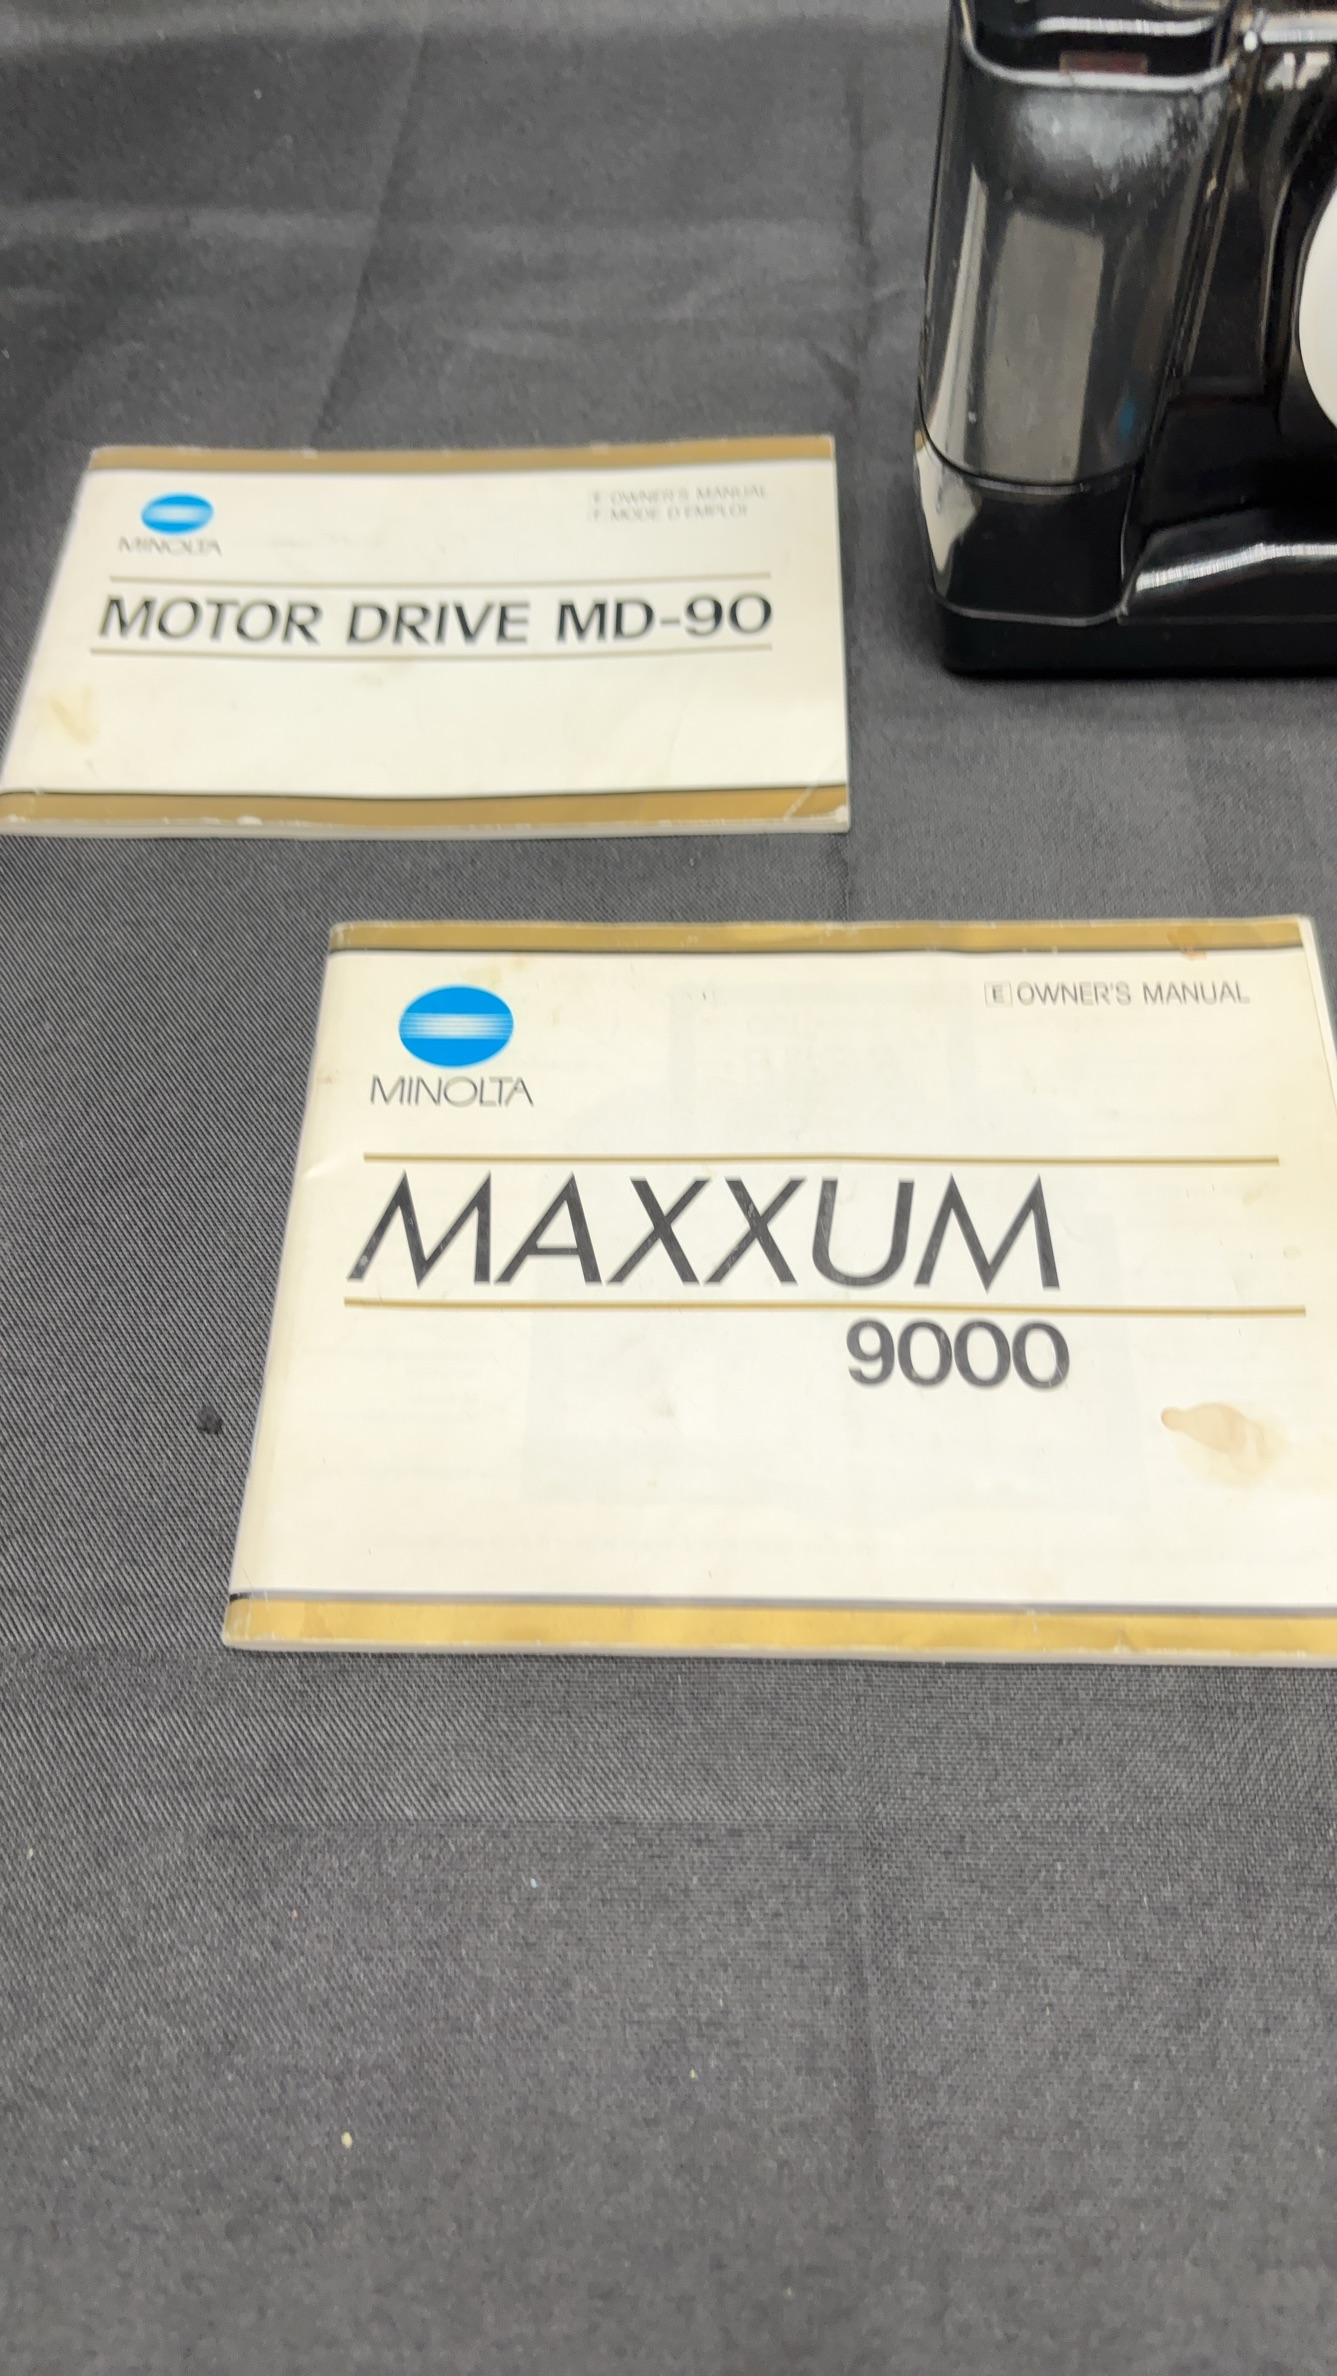 E OWNER'S MANUAL
F MODE D'EMPLOI
MINOLTA
MOTOR DRIVE MD-90
E OWNER'S MANUAL
MINOLTA
MAXXUM
9000